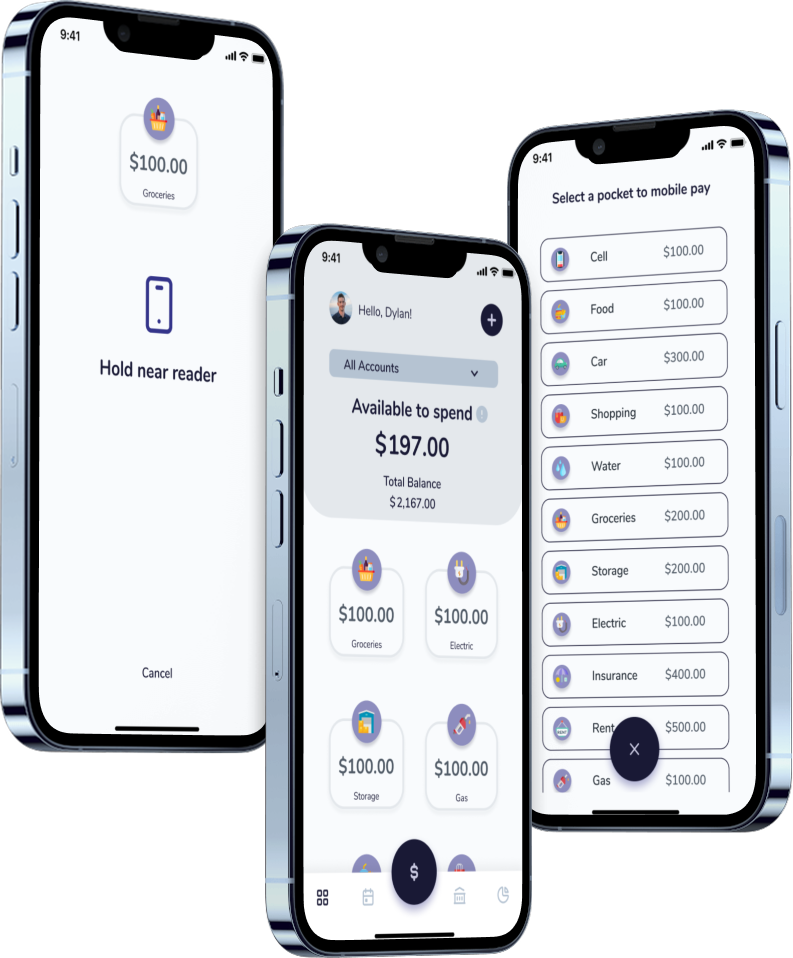 9:41
$100.00
Groceries
Hold near reader
Cancel
9:41
Hello, Dylan!
All Accounts
Available to spend
$197.00
Total Balance
$2,167.00
$100.00
Groceries
$100.00
Electric
$100.00
Storage
$100.00
Gas
$
9:41
Select a pocket to mobile pay
Cell $100.00
Food $100.00
Car $300.00
Shopping $100.00
Water $100.00
Groceries $200.00
Storage $200.00
Electric $100.00
Insurance $400.00
Rent $500.00
Gas $100.00